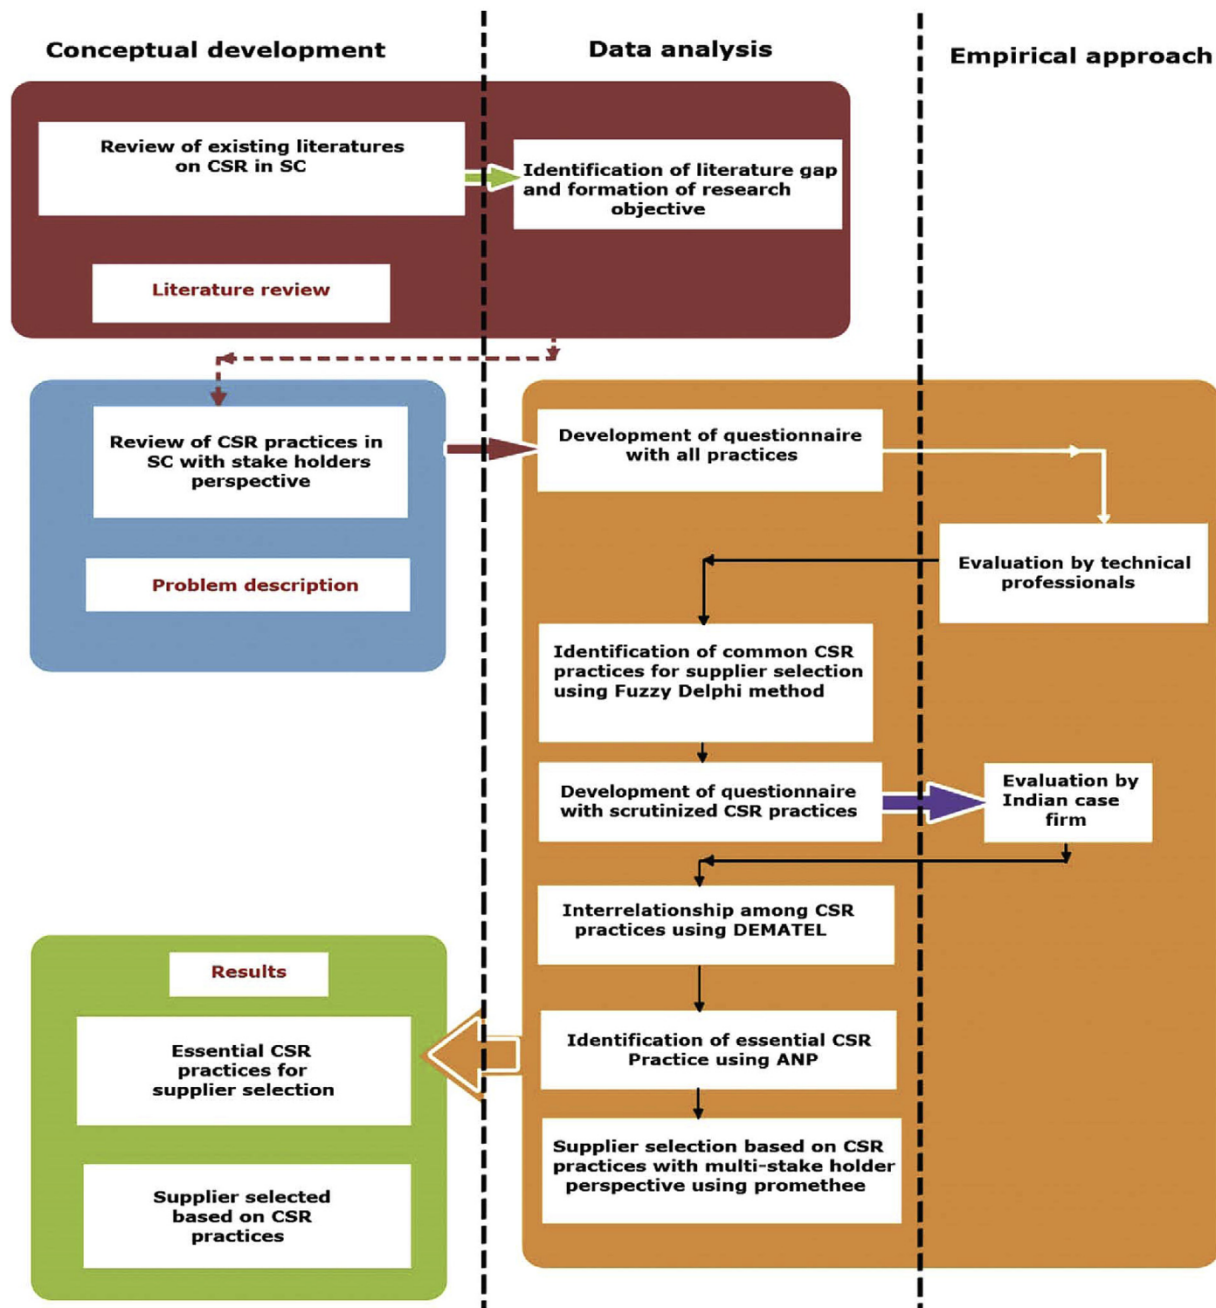 Conceptual development
Data analysis
Empirical approach
Review of existing literatures
on CSR in SC
Identification of literature gap
and formation of research
objective
Literature review
Review of CSR practices in
SC with stake holders
perspective
Problem description
Development of questionnaire
with all practices
Evaluation by technical
professionals
Identification of common CSR
practices for supplier selection
using Fuzzy Delphi method
Development of questionnaire
with scrutinized CSR practices
Evaluation by
Indian case
firm
Interrelationship among CSR
practices using DEMATEL
Identification of essential CSR
Practice using ANP
Supplier selection based on CSR
practices with multi-stake holder
perspective using promethee
Results
Essential CSR
practices for
supplier selection
Supplier selected
based on CSR
practices